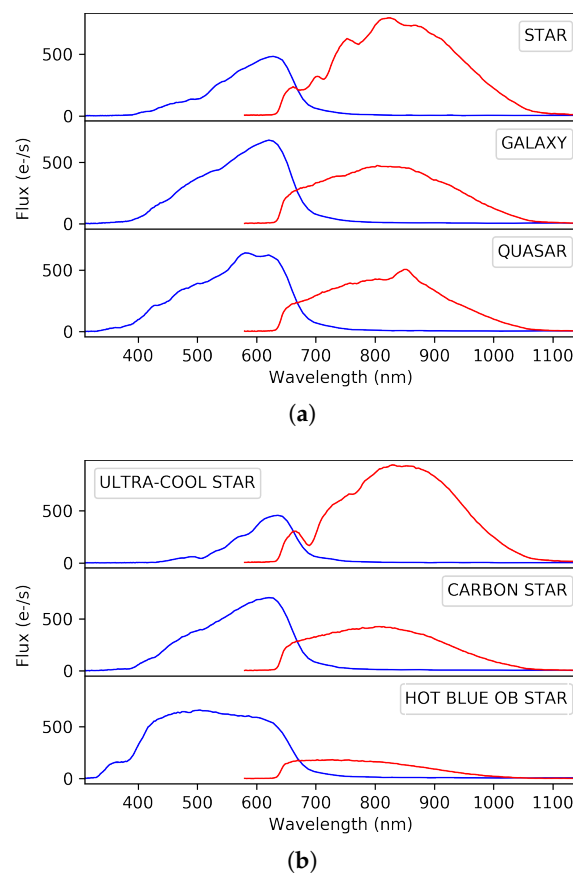 STAR
500
0
GALAXY
500
0
Flux (e-/s)
QUASAR
500
0
400 500 600 700 800 900 1000 1100
Wavelength (nm)
(a)
ULTRA-COOL STAR
500
0
CARBON STAR
500
0
Flux (e-/s)
HOT BLUE OB STAR
500
0
400 500 600 700 800 900 1000 1100
Wavelength (nm)
(b)